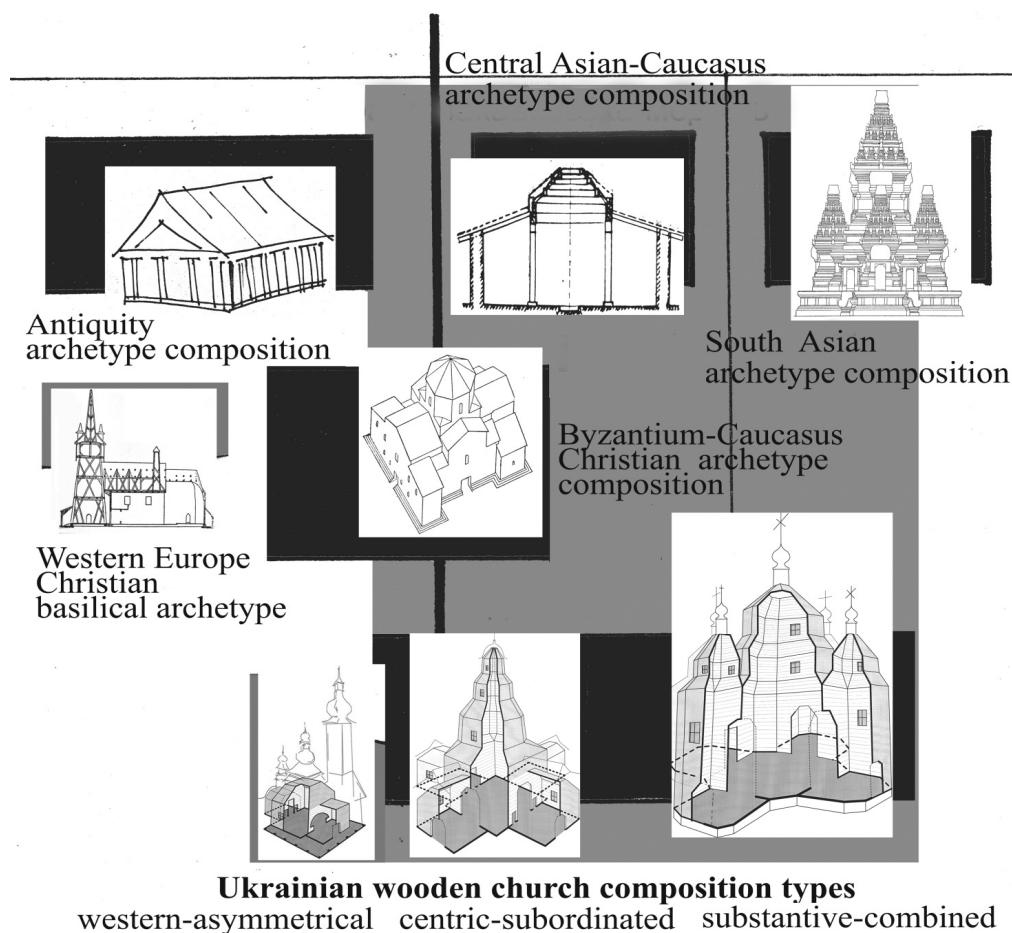 Central Asian-Caucasus
archetype composition
Antiquity
archetype composition
South Asian
archetype composition
Byzantium-Caucasus
Christian archetype
composition
Western Europe
Christian
basilical archetype
Ukrainian wooden church composition types
western-asymmetrical centric-subordinated substantive-combined